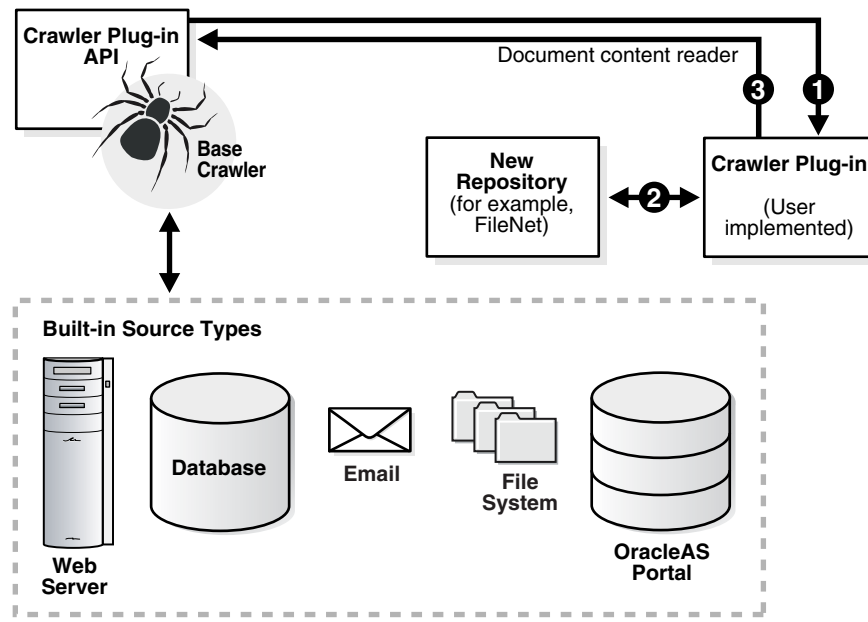 Crawler Plug-in
API
Base
Crawler
Document content reader
3
1
New
Repository
(for example,
FileNet)
2
Crawler Plug-in
(User
implemented)
Built-in Source Types
Web
Server
Database
Email
File
System
OracleAS
Portal